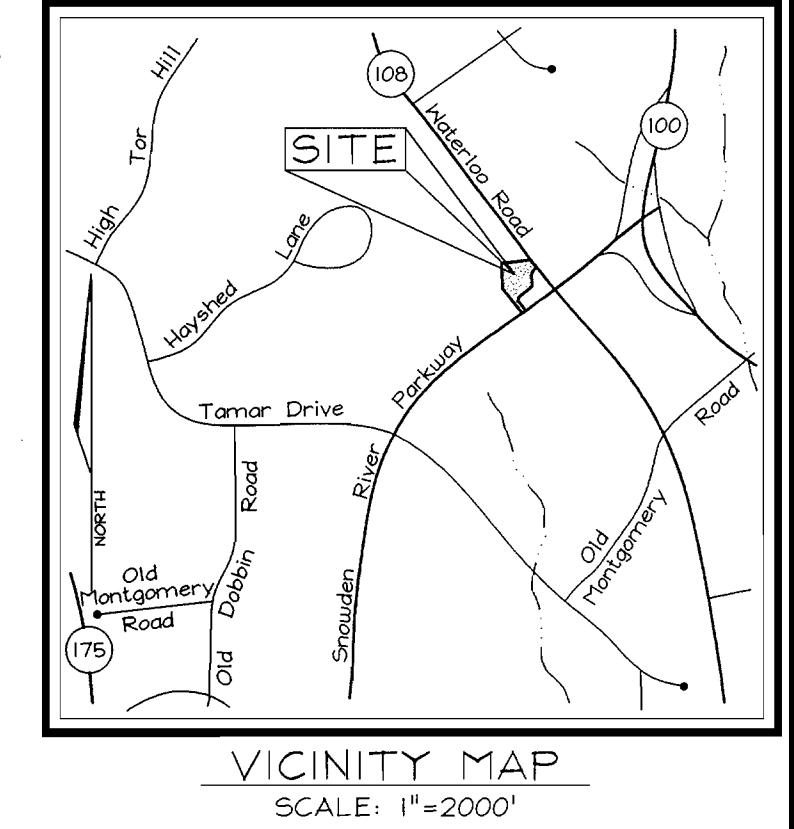 108
100
SITE
Waterloo Road
High Tor Hill
Hayshed Lane
Snowden River Parkway
Tamar Drive
Road
Old Montgomery
NORTH
Old
Montgomery
Road
Old Dobbin Road
175
VICINITY MAP
SCALE: 1"=2000'